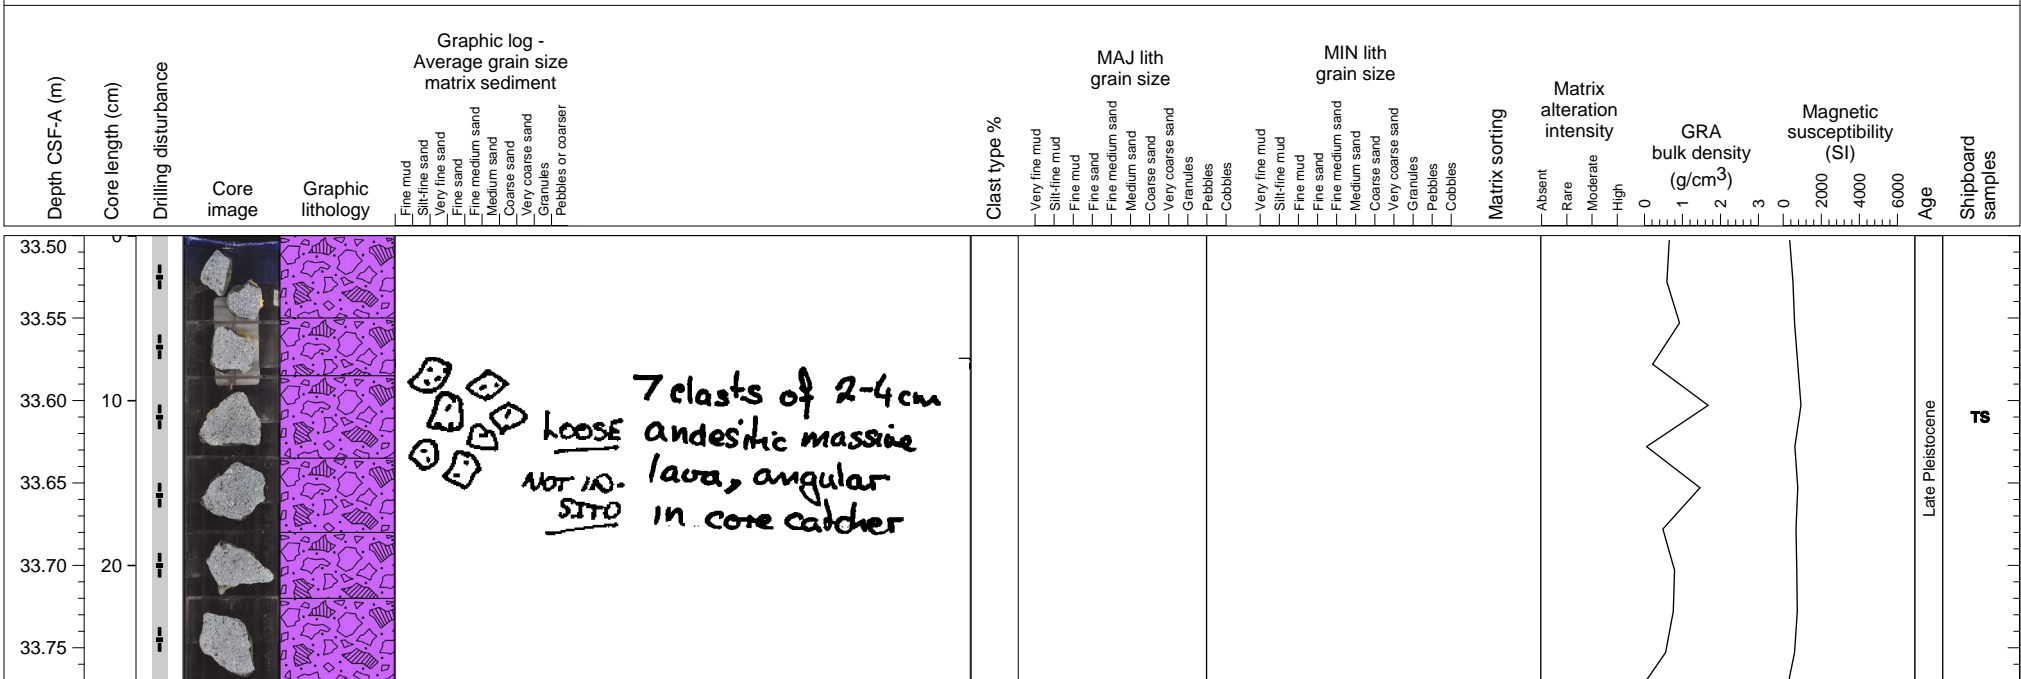 Depth CSF-A (m)
Core length (cm)
Drilling disturbance
Core
image
Graphic
lithology
Graphic log -
Average grain size
matrix sediment
Fine mud
Silt-fine sand
Very fine sand
Fine sand
Fine medium sand
Medium sand
Coarse sand
Very coarse sand
Granules
Pebbles or coarser
Clast type %
MAJ lith
grain size
Very fine mud
Silt-fine mud
Fine mud
Fine sand
Fine medium sand
Medium sand
Coarse sand
Very coarse sand
Granules
Pebbles
Cobbles
MIN lith
grain size
Very fine mud
Silt-fine mud
Fine mud
Fine sand
Fine medium sand
Medium sand
Coarse sand
Very coarse sand
Granules
Pebbles
Cobbles
Matrix sorting
Matrix
alteration
intensity
Absent
Rare
Moderate
High
GRA
bulk density
(g/cm3)
0 1 2 3
Magnetic
susceptibility
(SI)
0 2000 4000 6000
Age
Shipboard
samples
33.50
33.55
33.60
33.65
33.70
33.75
0
10
20
7 clasts of 2-4cm
LOOSE andesitic massive
NOT IN- lava, angular
SITU in core catcher
Late Pleistocene
TS